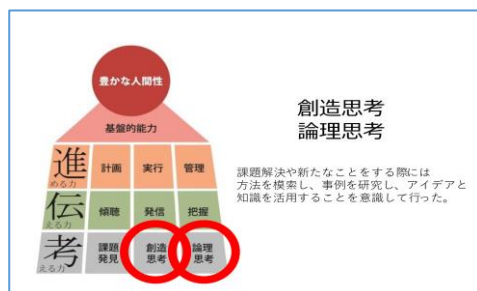 豊かな人間性
基盤的能力
進 める力 計画 実行 管理
伝 える力 傾聴 発信 把握
考 える力 課題発見 創造思考 論理思考
創造思考
論理思考
課題解決や新たなことをする際には
方法を模索し、事例を研究し、アイデアと
知識を活用することを意識して行った。